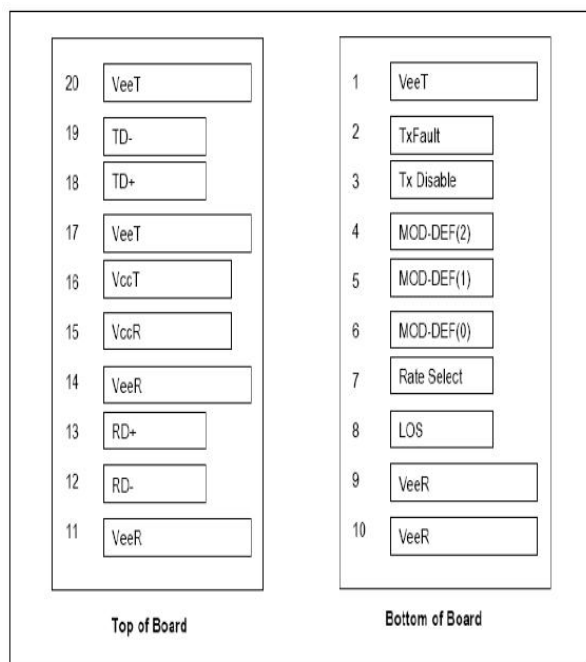 20 VeeT
19 TD-
18 TD+
17 VeeT
16 VccT
15 VccR
14 VeeR
13 RD+
12 RD-
11 VeeR
Top of Board
1 VeeT
2 TxFault
3 Tx Disable
4 MOD-DEF(2)
5 MOD-DEF(1)
6 MOD-DEF(0)
7 Rate Select
8 LOS
9 VeeR
10 VeeR
Bottom of Board